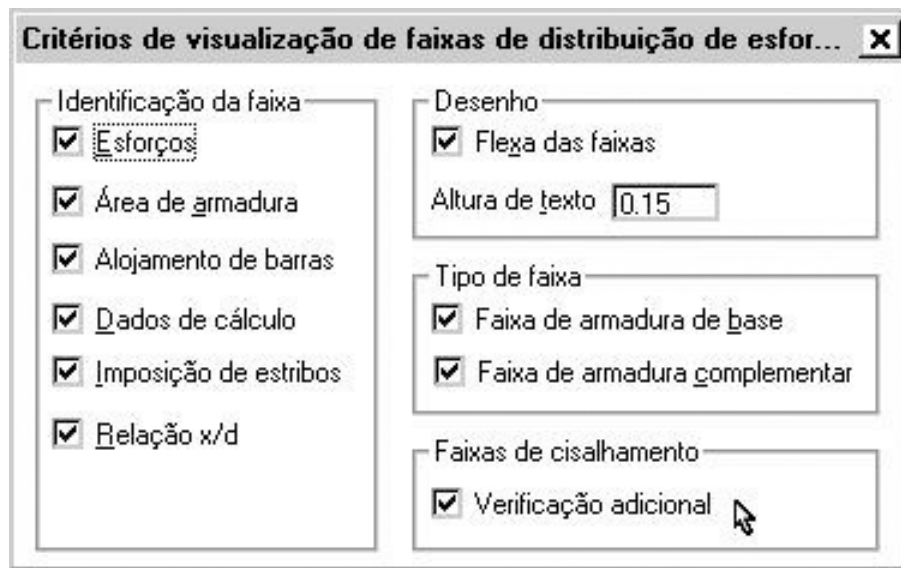 Critérios de visualização de faixas de distribuição de esfor...
Identificação da faixa
Esforços
Área de armadura
Alojamento de barras
Dados de cálculo
Imposição de estribos
Relação x/d
Desenho
Flexa das faixas
Altura de texto 0.15
Tipo de faixa
Faixa de armadura de base
Faixa de armadura complementar
Faixas de cisalhamento
Verificação adicional